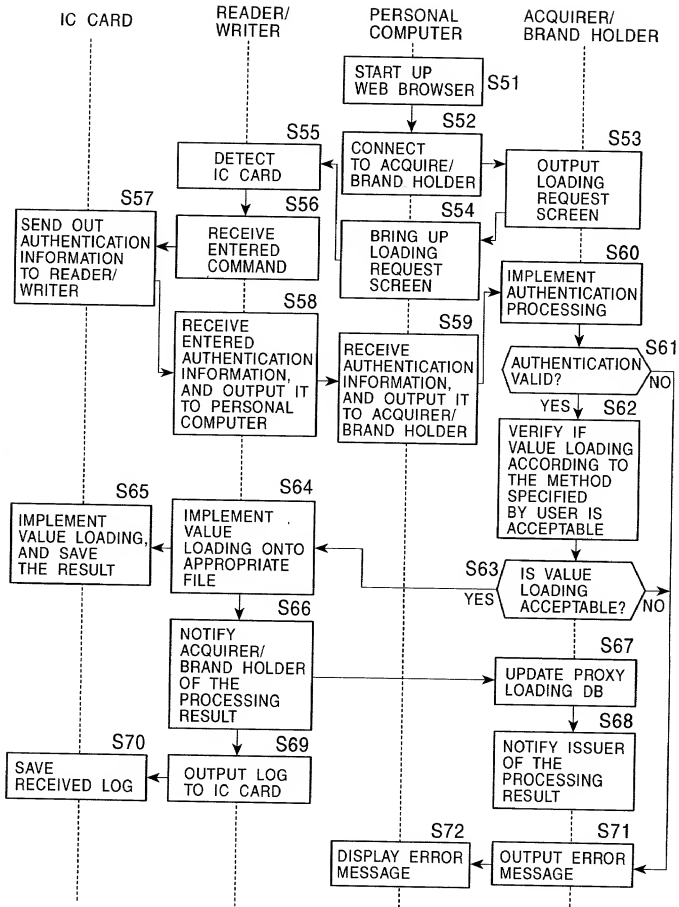 IC CARD
READER/
WRITER
PERSONAL
COMPUTER
ACQUIRER/
BRAND HOLDER
START UP
WEB BROWSER
S51
S52
CONNECT
TO ACQUIRE/
BRAND HOLDER
S53
OUTPUT
LOADING
REQUEST
SCREEN
S54
BRING UP
LOADING
REQUEST
SCREEN
S55
DETECT
IC CARD
S56
RECEIVE
ENTERED
COMMAND
S57
SEND OUT
AUTHENTICATION
INFORMATION
TO READER/
WRITER
S58
RECEIVE
ENTERED
AUTHENTICATION
INFORMATION,
AND OUTPUT IT
TO PERSONAL
COMPUTER
S59
RECEIVE
AUTHENTICATION
INFORMATION,
AND OUTPUT IT
TO ACQUIRER/
BRAND HOLDER
S60
IMPLEMENT
AUTHENTICATION
PROCESSING
S61
AUTHENTICATION
VALID?
NO
YES
S62
VERIFY IF
VALUE LOADING
ACCORDING TO
THE METHOD
SPECIFIED
BY USER IS
ACCEPTABLE
S63
IS VALUE
LOADING
ACCEPTABLE?
YES
NO
S64
IMPLEMENT
VALUE
LOADING ONTO
APPROPRIATE
FILE
S65
IMPLEMENT
VALUE LOADING,
AND SAVE
THE RESULT
S66
NOTIFY
ACQUIRER/
BRAND HOLDER
OF THE
PROCESSING
RESULT
S67
UPDATE PROXY
LOADING DB
S68
NOTIFY ISSUER
OF THE
PROCESSING
RESULT
S69
OUTPUT LOG
TO IC CARD
S70
SAVE
RECEIVED LOG
S71
OUTPUT ERROR
MESSAGE
S72
DISPLAY ERROR
MESSAGE